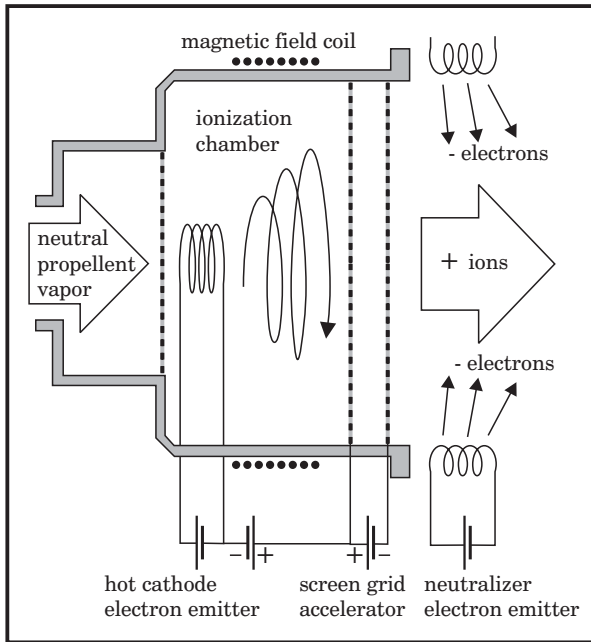 magnetic field coil
ionization
chamber
- electrons
neutral
propellent
vapor
+ ions
- electrons
- +
+ -
hot cathode
electron emitter
screen grid
accelerator
neutralizer
electron emitter